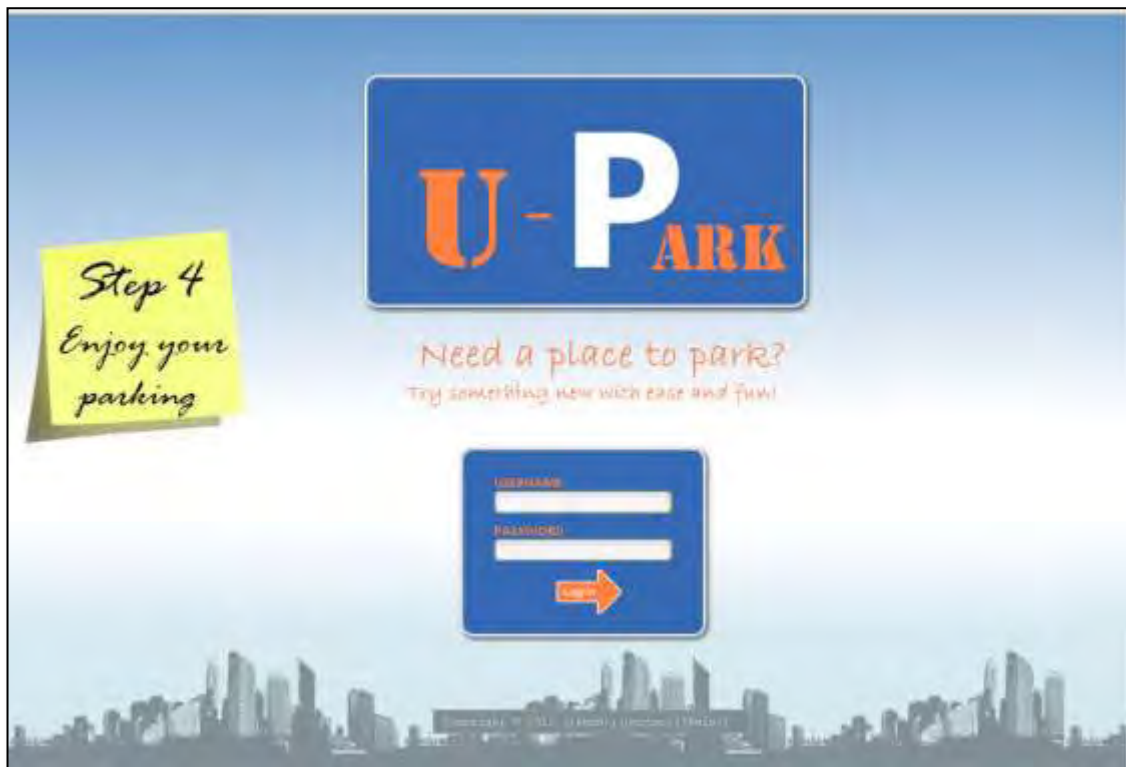 U-PARK
Step 4
Enjoy your
parking
Need a place to park?
Try something new with ease and fun!
USERNAME
PASSWORD
Login
Copyright ©